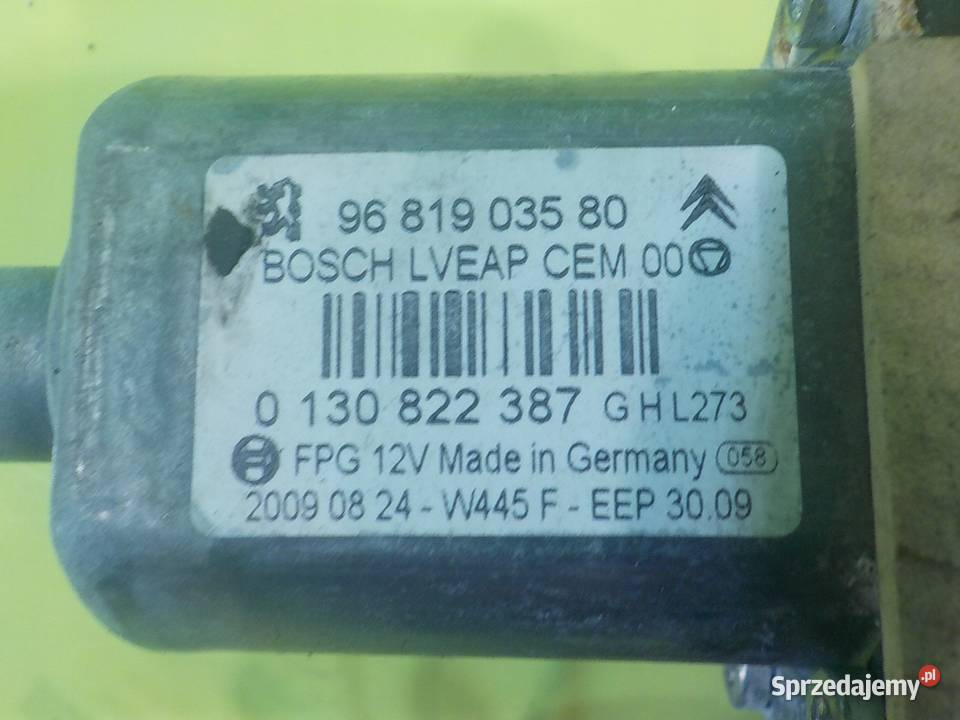 96 819 035 80
BOSCH LVEAP CEM 00
0 130 822 387 G H L273
FPG 12V Made in Germany 058
2009 08 24 - W445 F - EEP 30.09
Sprzedajemy.pl